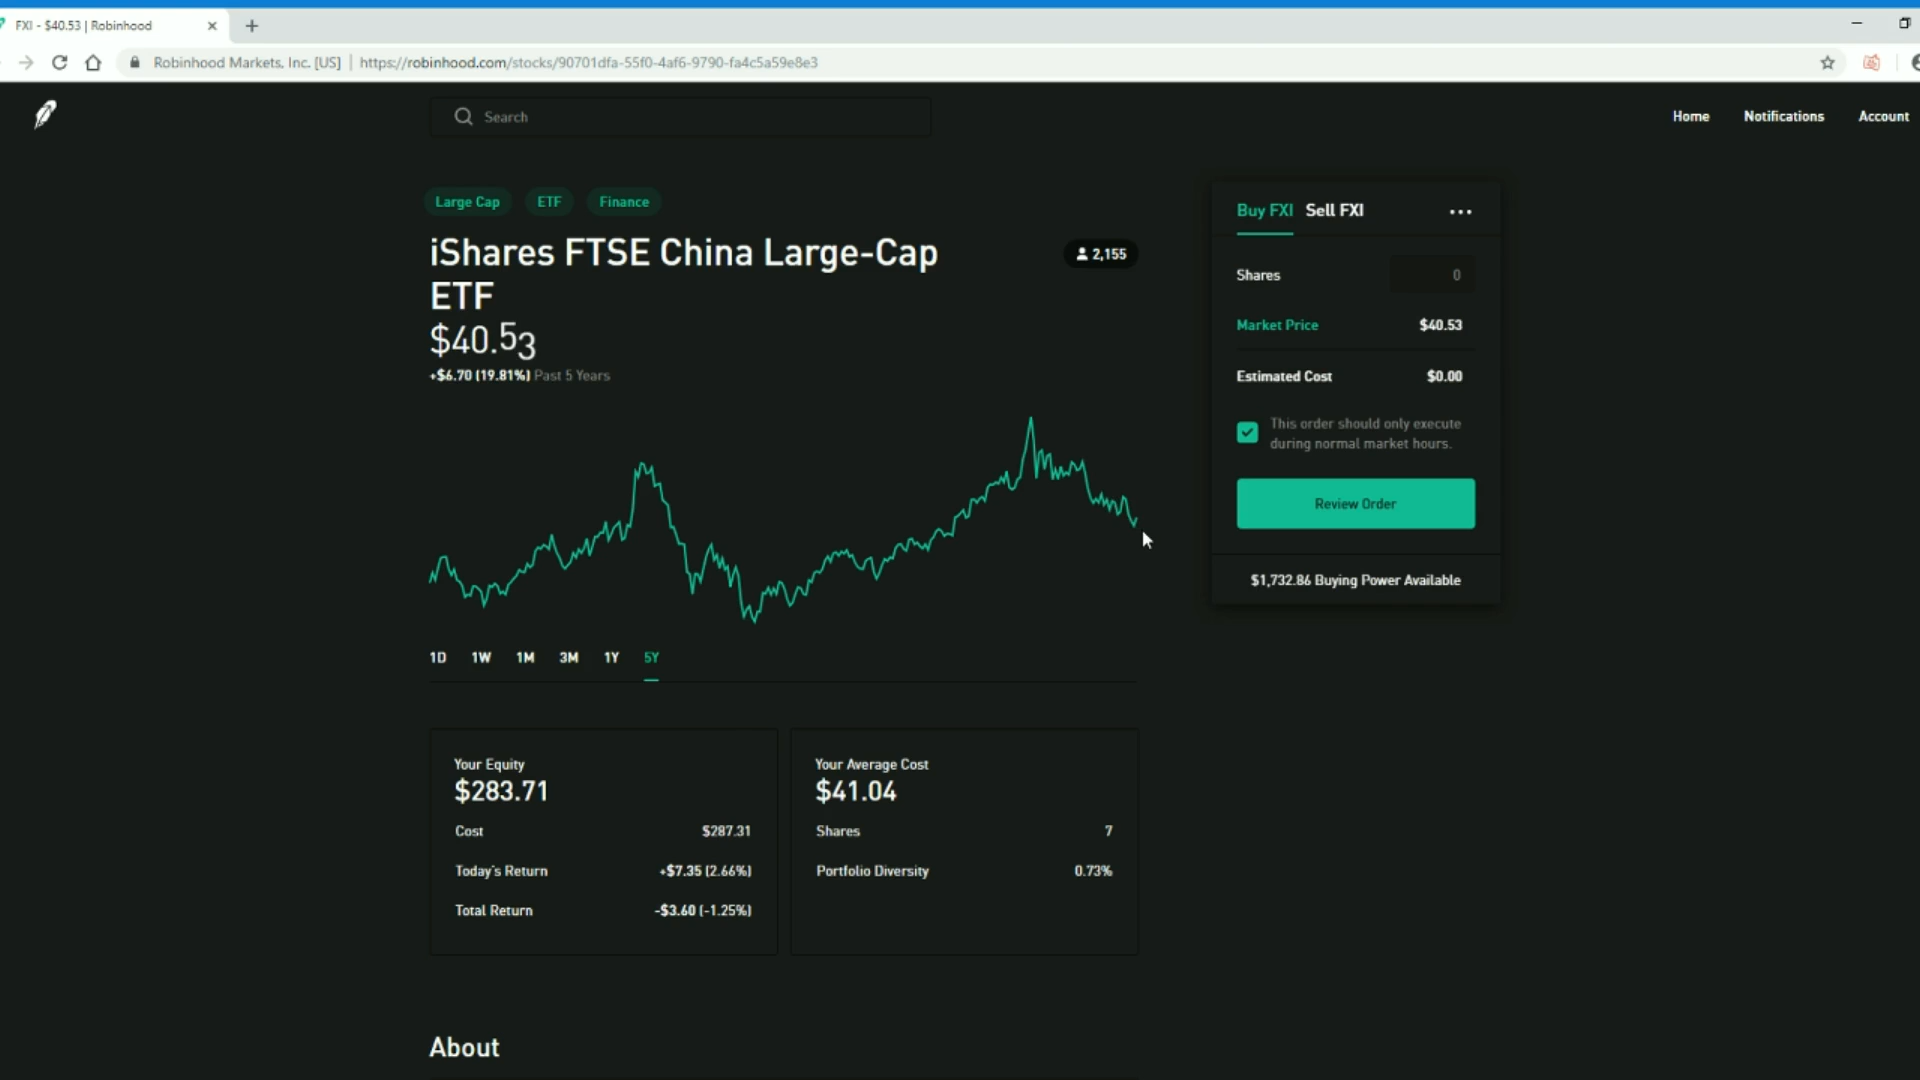 FXI - $40.53 | Robinhood
Robinhood Markets, Inc. [US] | https://robinhood.com/stocks/90701dfa-55f0-4af6-9790-fa4c5a59e8e3
Search
Home Notifications Account
Large Cap ETF Finance
iShares FTSE China Large-Cap
ETF
2,155
$40.53
+$6.70 (19.81%) Past 5 Years
1D 1W 1M 3M 1Y 5Y
Buy FXI Sell FXI
Shares 0
Market Price $40.53
Estimated Cost $0.00
This order should only execute
during normal market hours.
Review Order
$1,732.86 Buying Power Available
Your Equity
$283.71
Cost $287.31
Today's Return +$7.35 (2.66%)
Total Return -$3.60 (-1.25%)
Your Average Cost
$41.04
Shares 7
Portfolio Diversity 0.73%
About